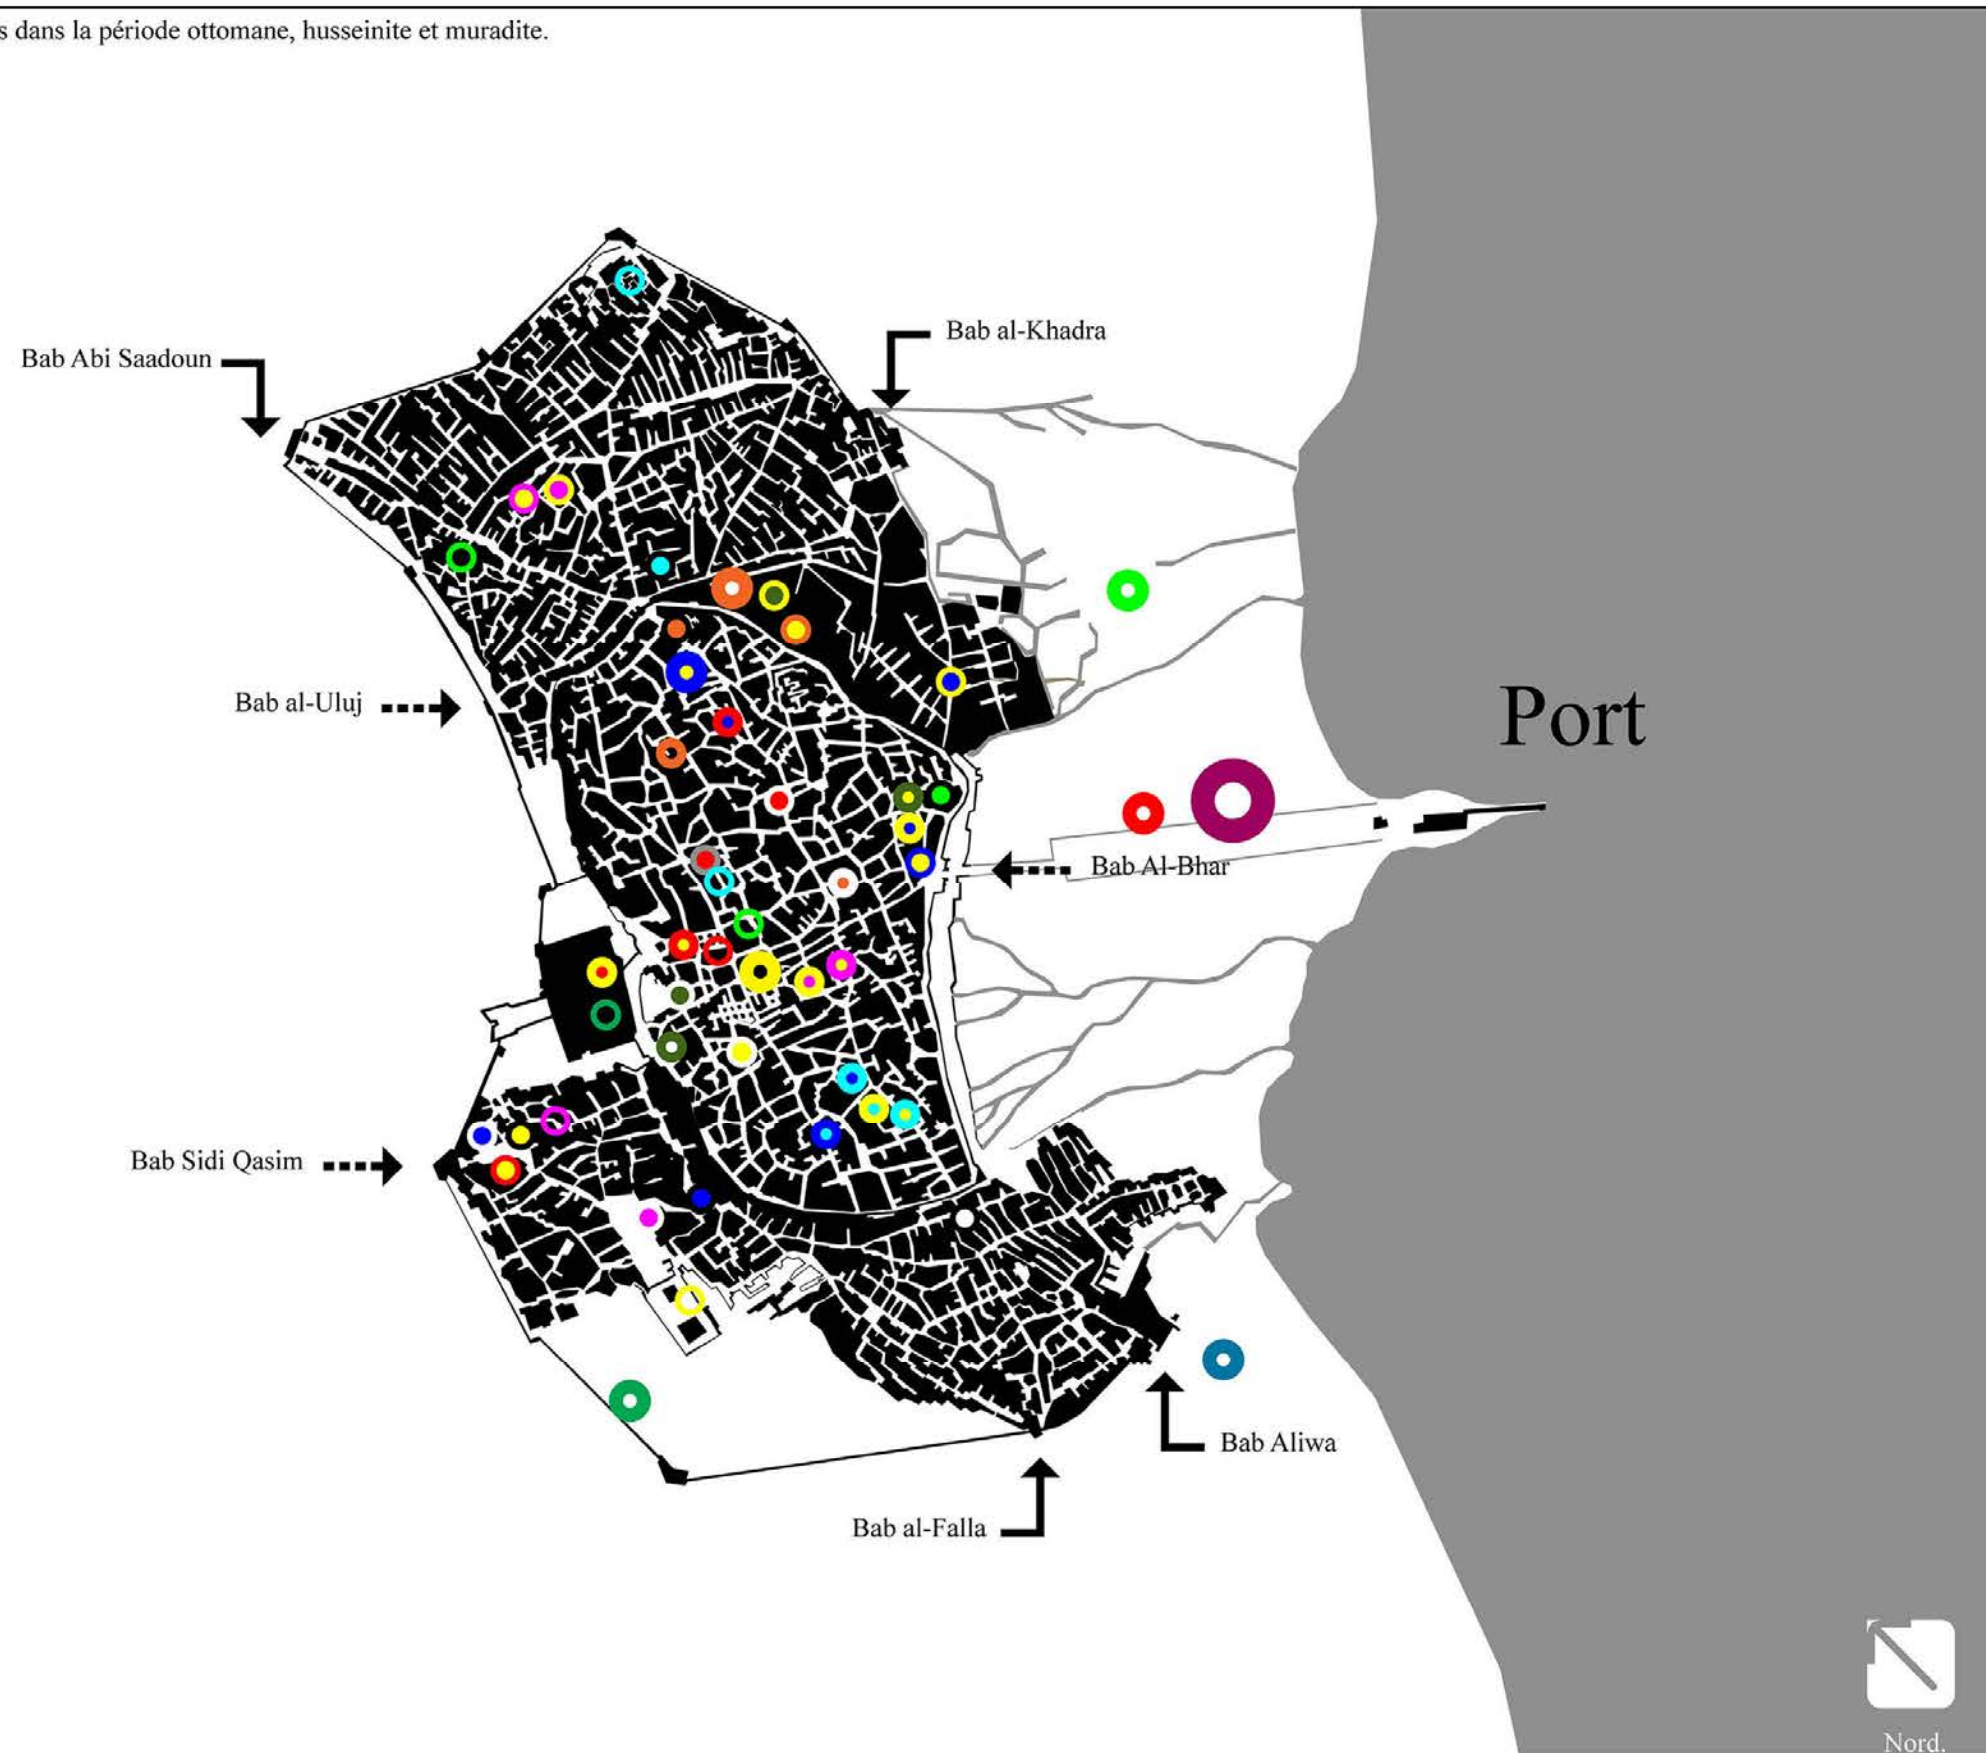 s dans la période ottomane, husseinite et muradite.
Bab al-Khadra
Bab Abi Saadoun
Bab al-Uluj
Port
Bab Al-Bhar
Bab Sidi Qasim
Bab Aliwa
Bab al-Falla
Nord.